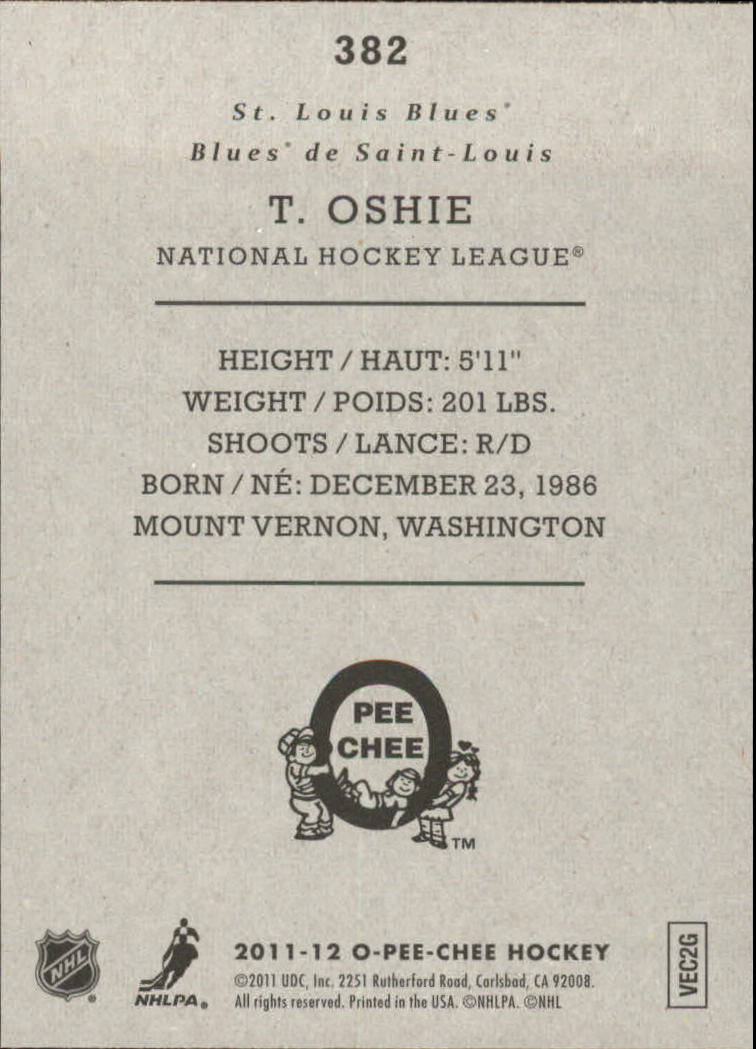 382
St. Louis Blues*
Blues* de Saint-Louis
T. OSHIE
NATIONAL HOCKEY LEAGUE®
HEIGHT / HAUT: 5'11"
WEIGHT / POIDS: 201 LBS.
SHOOTS / LANCE: R/D
BORN / NÉ: DECEMBER 23, 1986
MOUNT VERNON, WASHINGTON
O
PEE
CHEE
TM
NHL
NHLPA®
2011-12 O-PEE-CHEE HOCKEY
©2011 UDC, Inc. 2251 Rutherford Road, Carlsbad, CA 92008.
All rights reserved. Printed in the USA. ©NHLPA. ©NHL
VEC2G